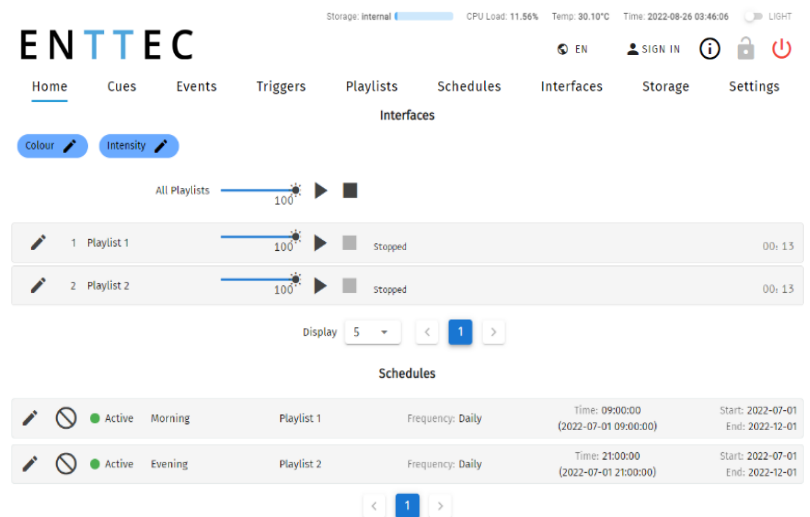 Storage: internal CPU Load: 11.56% Temp: 30.10°C Time: 2022-08-26 03:46:06 LIGHT
ENTTEC
EN SIGN IN
Home Cues Events Triggers Playlists Schedules Interfaces Storage Settings
Interfaces
Colour Intensity
All Playlists 100
1 Playlist 1 100 Stopped 00: 13
2 Playlist 2 100 Stopped 00: 13
Display 5 < 1 >
Schedules
Active Morning Playlist 1 Frequency: Daily Time: 09:00:00 Start: 2022-07-01
(2022-07-01 09:00:00) End: 2022-12-01
Active Evening Playlist 2 Frequency: Daily Time: 21:00:00 Start: 2022-07-01
(2022-07-01 21:00:00) End: 2022-12-01
< 1 >